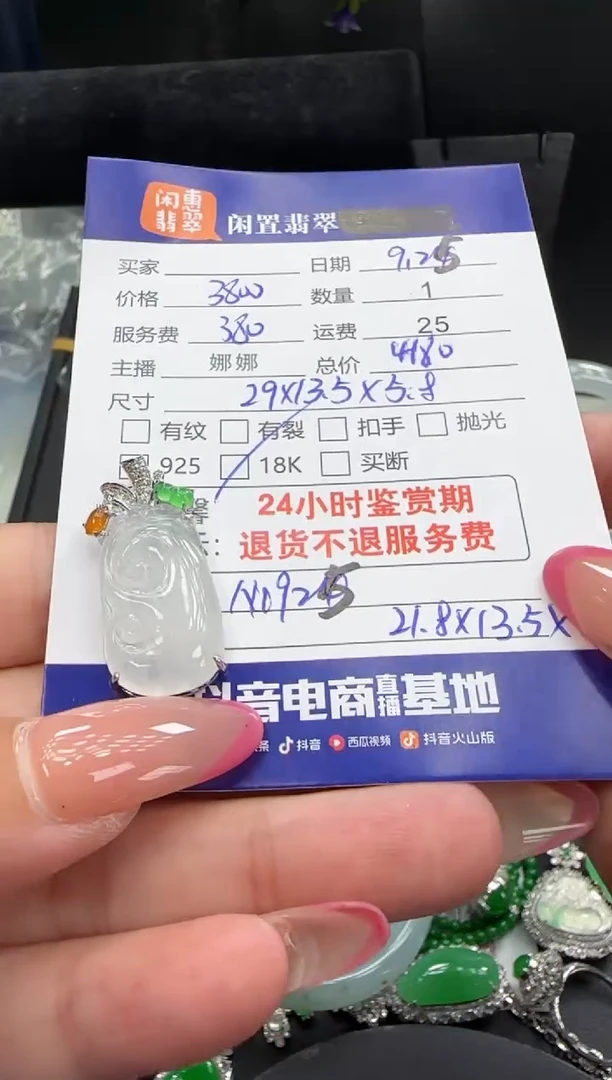 闲惠
翡翠
闲置翡翠
买家 日期 9.25
价格 3800 数量 1
服务费 380 运费 25
主播 娜娜 总价 4180
尺寸 29X13.5X5.8
有纹 有裂 扣手 抛光
925 18K 买断
24小时鉴赏期
退货不退服务费
21.8X13.5X
抖音电商直播基地
抖音 西瓜视频 抖音火山版